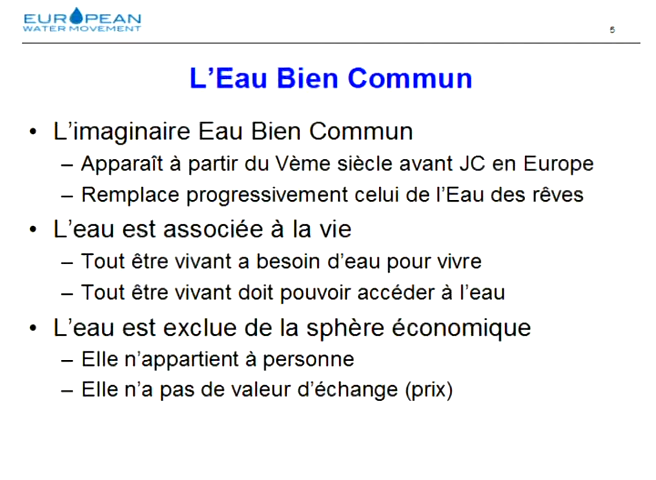 EUROPEAN
WATER MOVEMENT
5
L'Eau Bien Commun
• L'imaginaire Eau Bien Commun
– Apparaît à partir du Vème siècle avant JC en Europe
– Remplace progressivement celui de l'Eau des rêves
• L'eau est associée à la vie
– Tout être vivant a besoin d'eau pour vivre
– Tout être vivant doit pouvoir accéder à l'eau
• L'eau est exclue de la sphère économique
– Elle n'appartient à personne
– Elle n'a pas de valeur d'échange (prix)